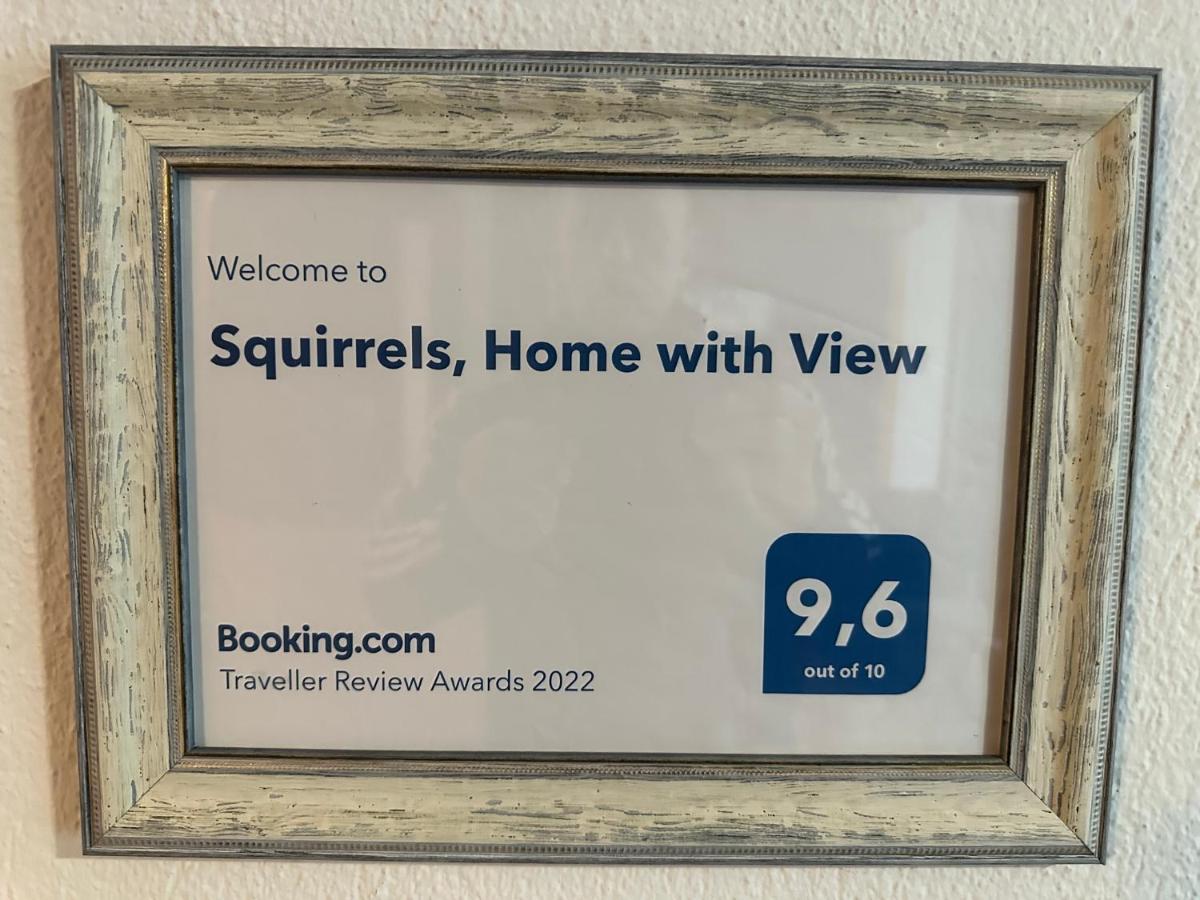 Welcome to
Squirrels, Home with View
9,6
out of 10
Booking.com
Traveller Review Awards 2022